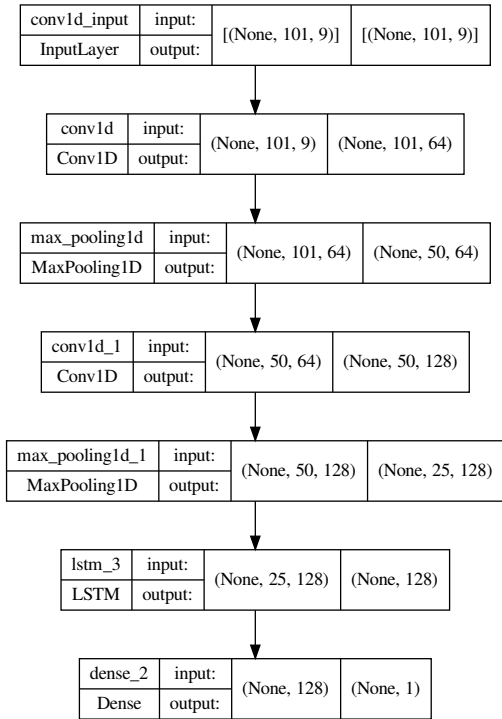 conv1d_input input: [(None, 101, 9)] [(None, 101, 9)]
InputLayer output:
conv1d input: (None, 101, 9) (None, 101, 64)
Conv1D output:
max_pooling1d input: (None, 101, 64) (None, 50, 64)
MaxPooling1D output:
conv1d_1 input: (None, 50, 64) (None, 50, 128)
Conv1D output:
max_pooling1d_1 input: (None, 50, 128) (None, 25, 128)
MaxPooling1D output:
lstm_3 input: (None, 25, 128) (None, 128)
LSTM output:
dense_2 input: (None, 128) (None, 1)
Dense output: